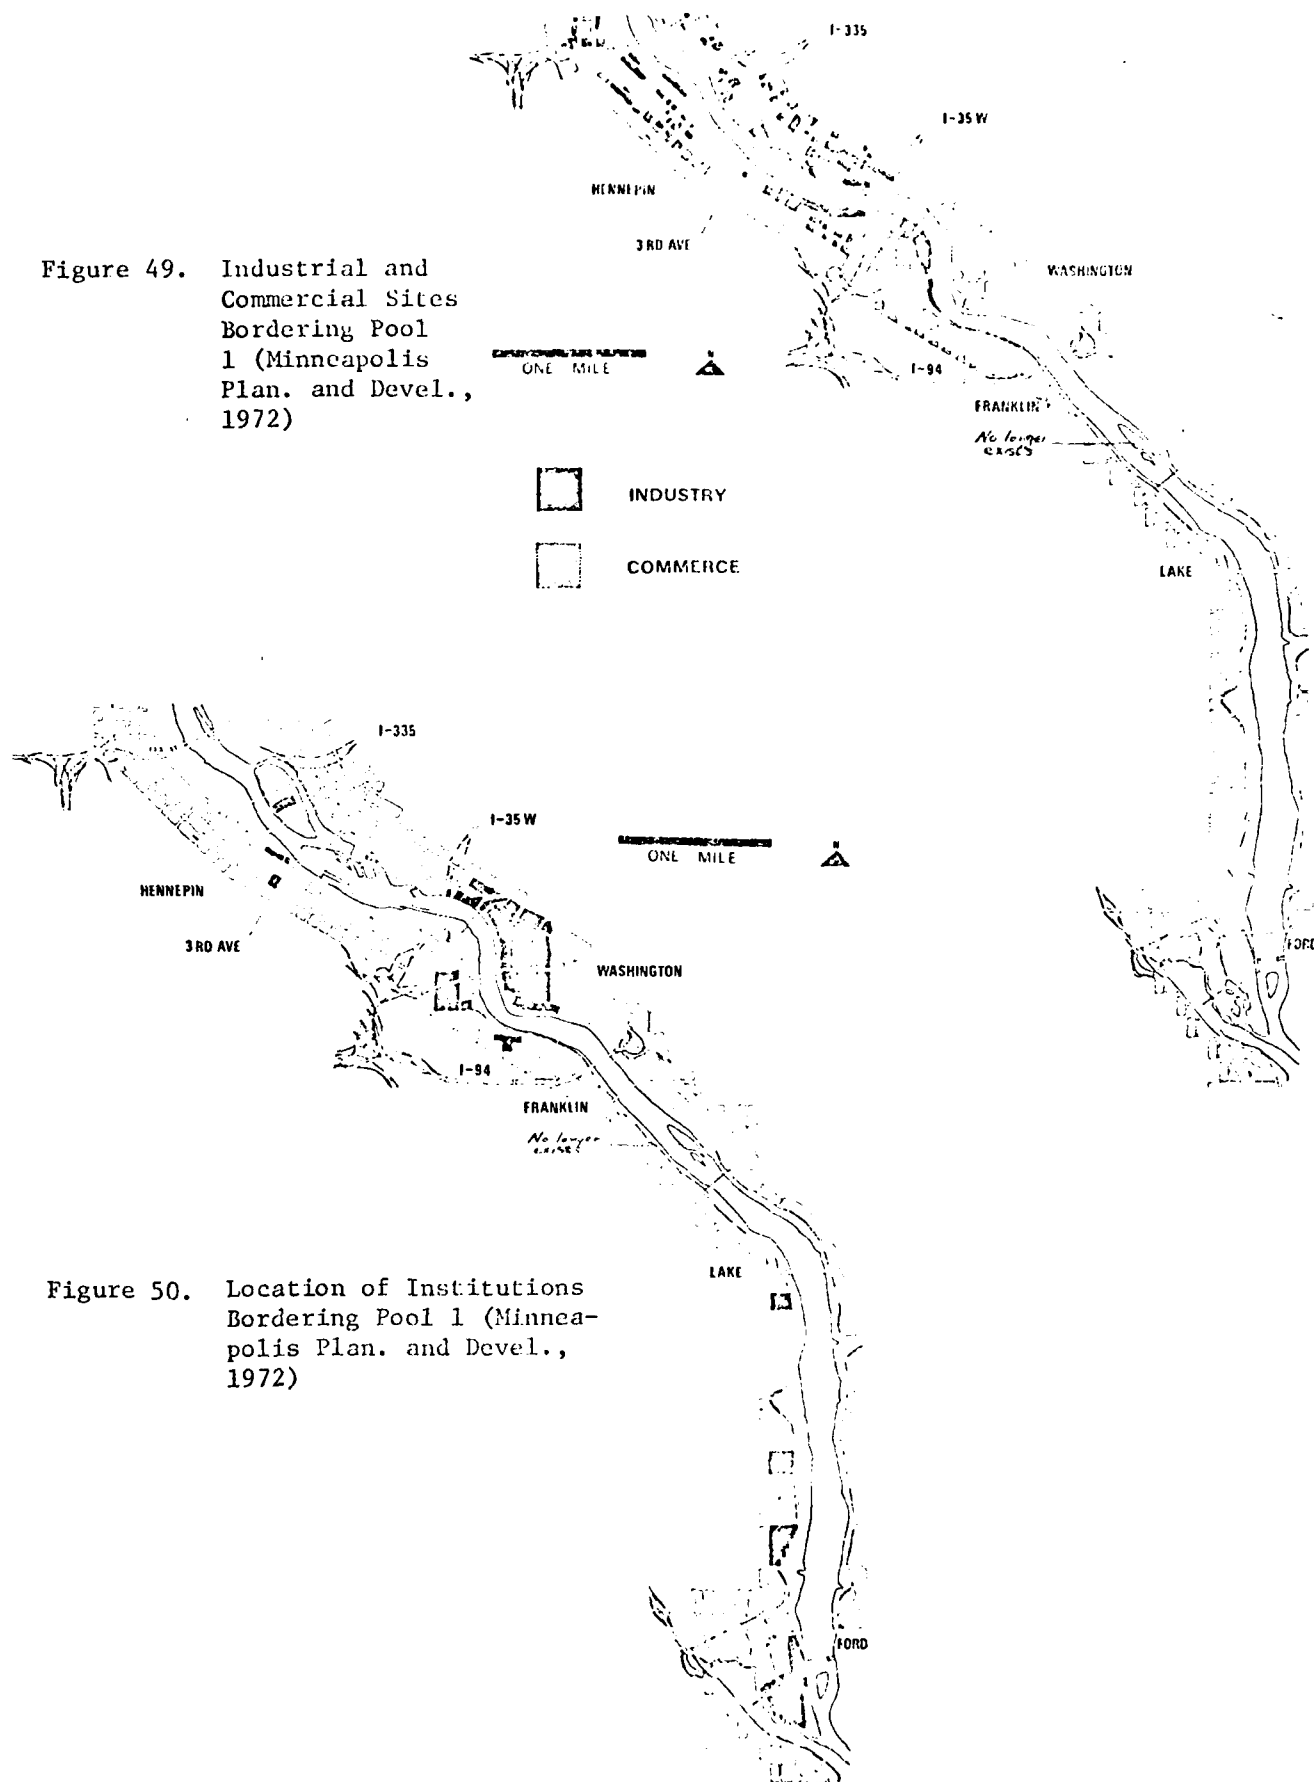 I-335
I-35W
HENNEPIN
3RD AVE
Figure 49. Industrial and
Commercial Sites
Bordering Pool
1 (Minneapolis
Plan. and Devel.,
1972)
WASHINGTON
ONE MILE
N
I-94
FRANKLIN
No longer
exists
INDUSTRY
COMMERCE
LAKE
FORD
I-335
I-35W
ONE MILE
N
HENNEPIN
3RD AVE
WASHINGTON
I-94
FRANKLIN
No longer
exists
LAKE
Figure 50. Location of Institutions
Bordering Pool 1 (Minnea-
polis Plan. and Devel.,
1972)
FORD